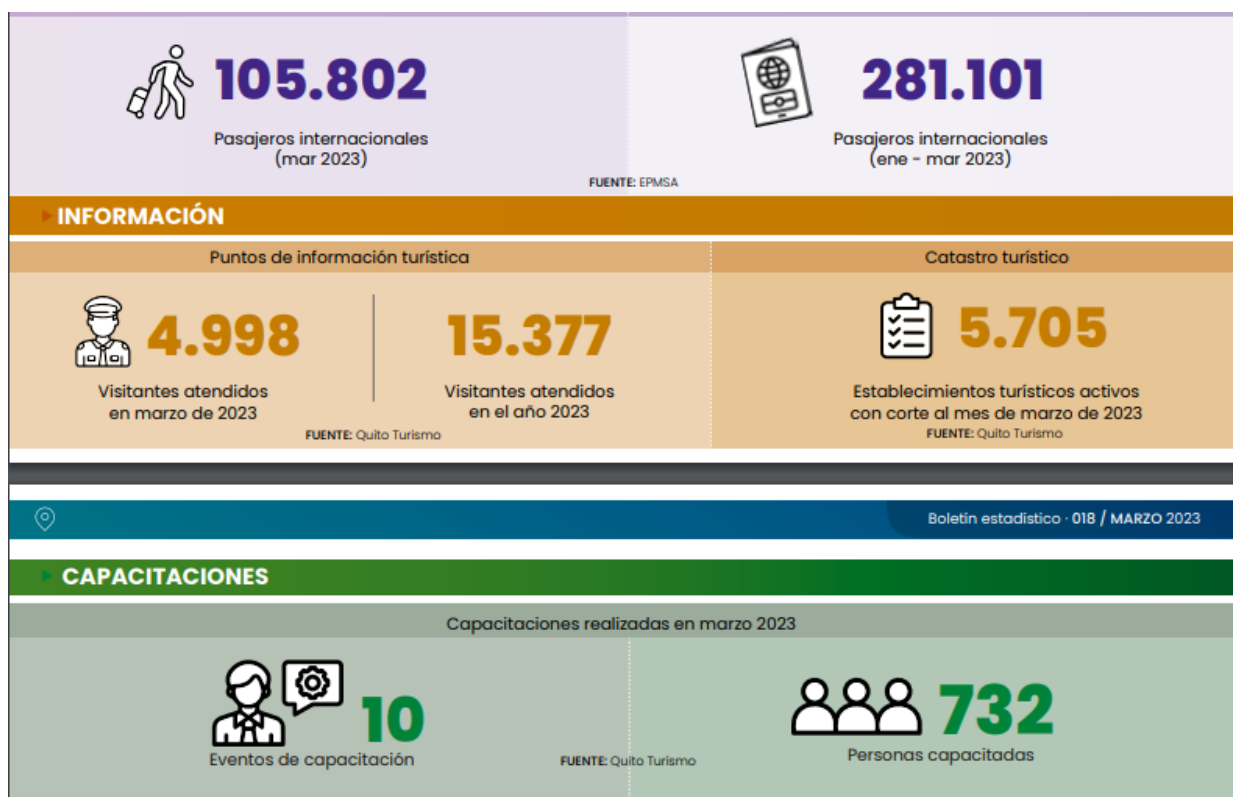 105.802
Pasajeros internacionales
(mar 2023)
281.101
Pasajeros internacionales
(ene - mar 2023)
FUENTE: EPMSA
INFORMACIÓN
Puntos de información turística
4.998
Visitantes atendidos
en marzo de 2023
15.377
Visitantes atendidos
en el año 2023
FUENTE: Quito Turismo
Catastro turístico
5.705
Establecimientos turísticos activos
con corte al mes de marzo de 2023
FUENTE: Quito Turismo
Boletín estadístico · 018 / MARZO 2023
CAPACITACIONES
Capacitaciones realizadas en marzo 2023
10
Eventos de capacitación
732
Personas capacitadas
FUENTE: Quito Turismo